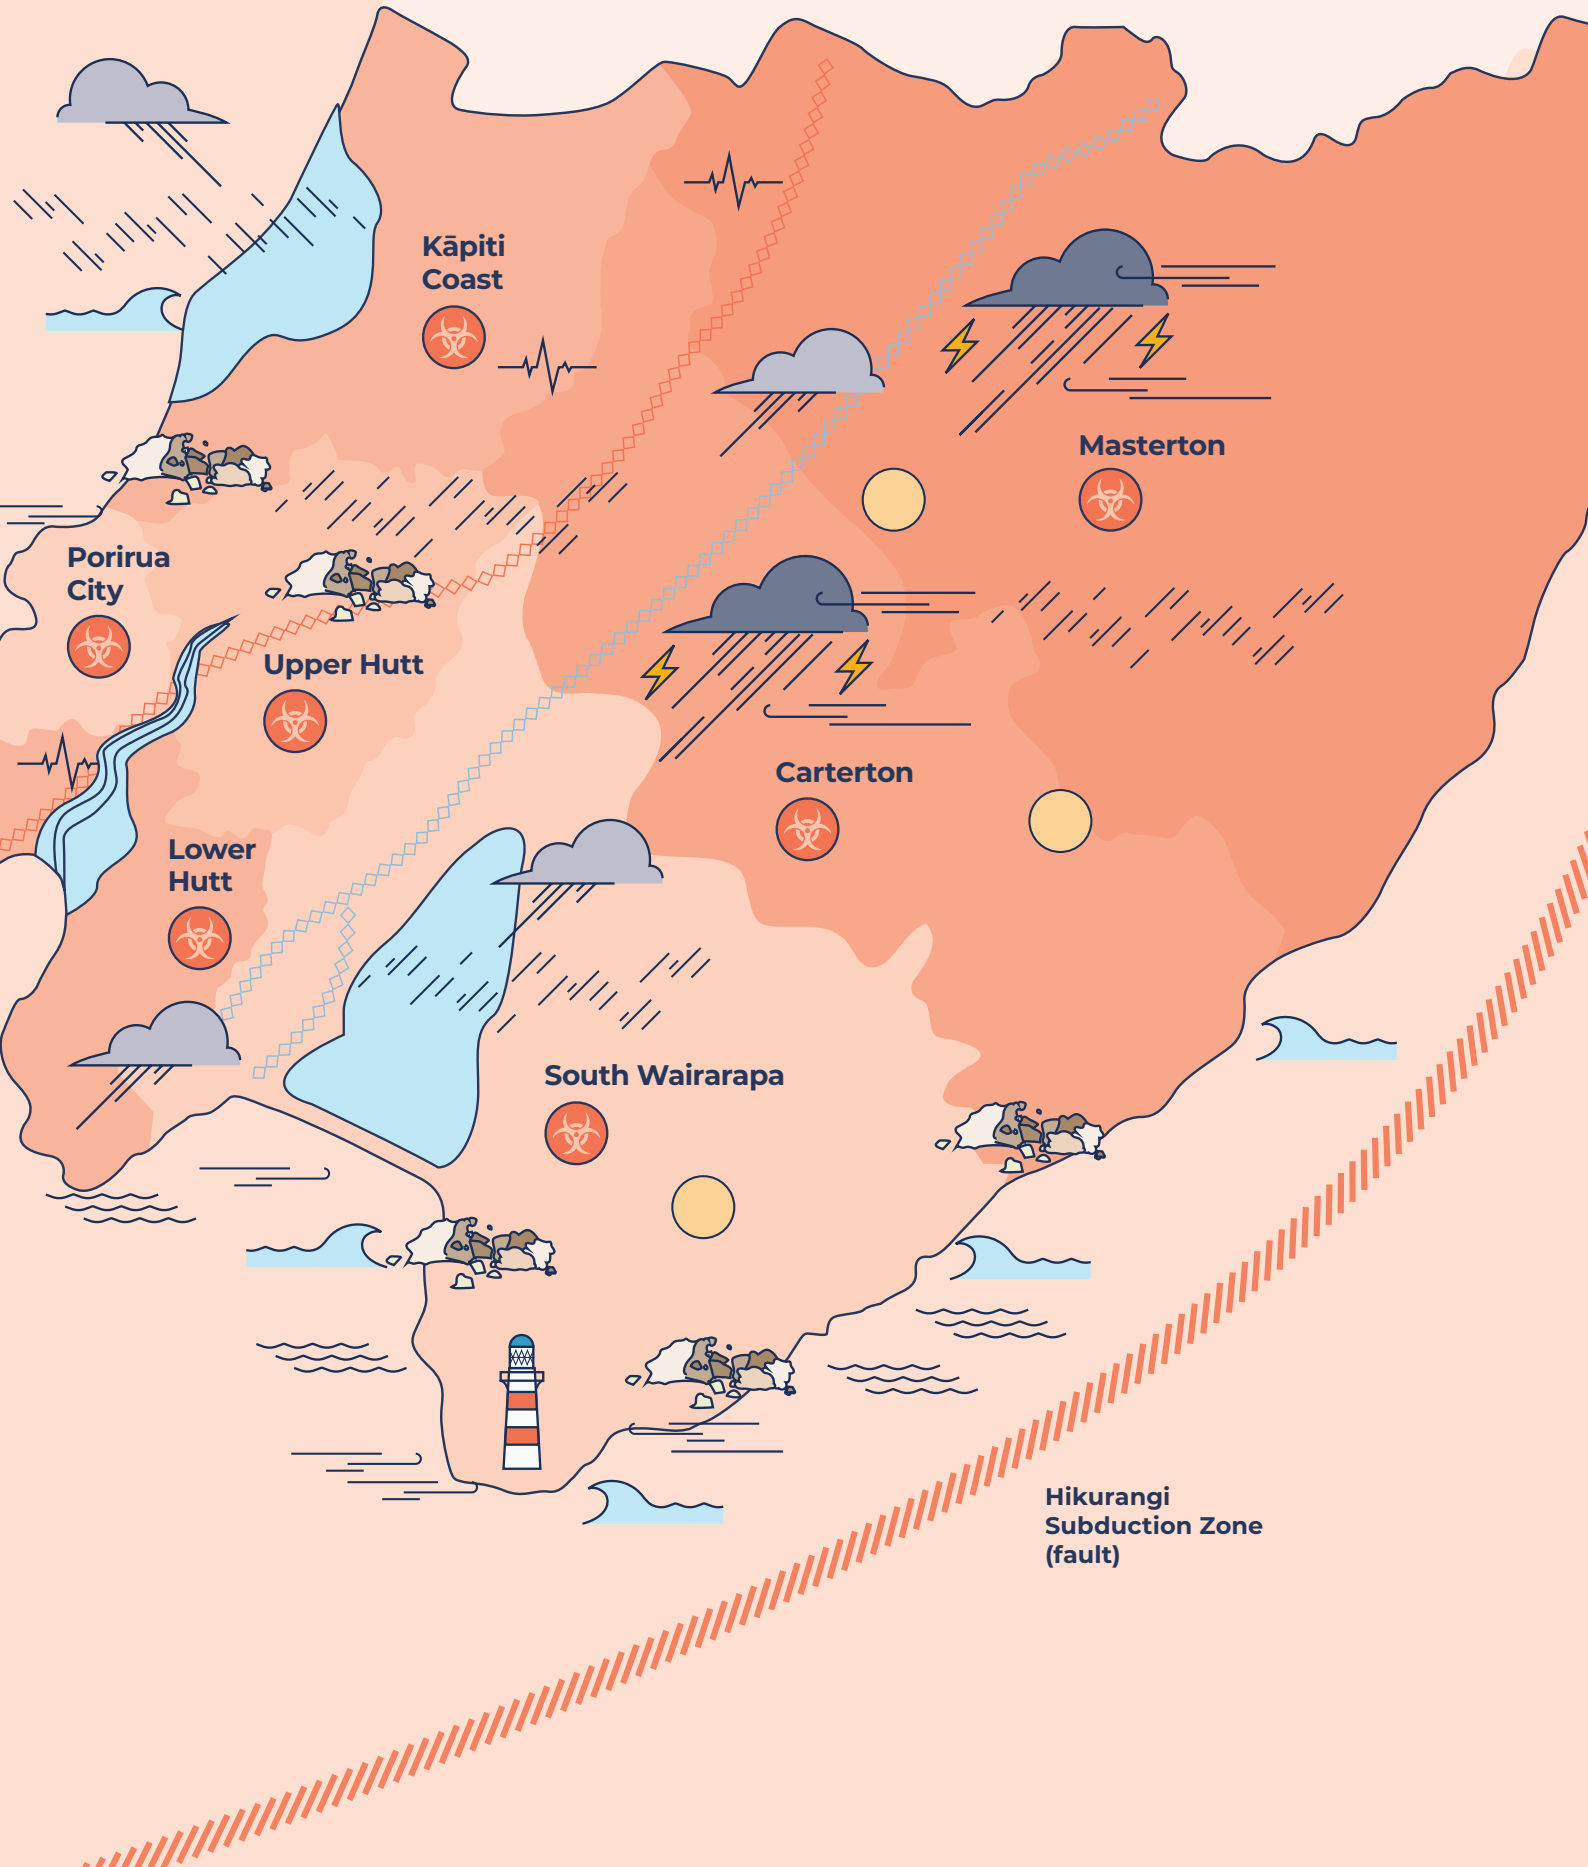 Kāpiti
Coast
Masterton
Porirua
City
Upper Hutt
Carterton
Lower
Hutt
South Wairarapa
Hikurangi
Subduction Zone
(fault)